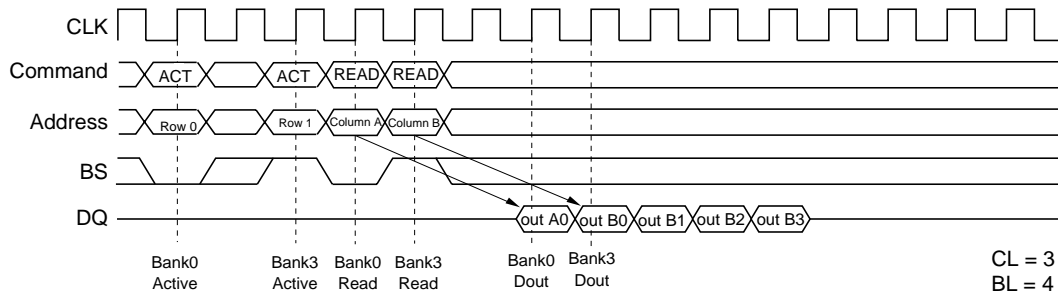 CLK
Command ACT ACT READ READ
Address Row 0 Row 1 Column A Column B
BS
DQ out A0 out B0 out B1 out B2 out B3
Bank0 Active
Bank3 Active
Bank0 Read
Bank3 Read
Bank0 Dout
Bank3 Dout
CL = 3
BL = 4